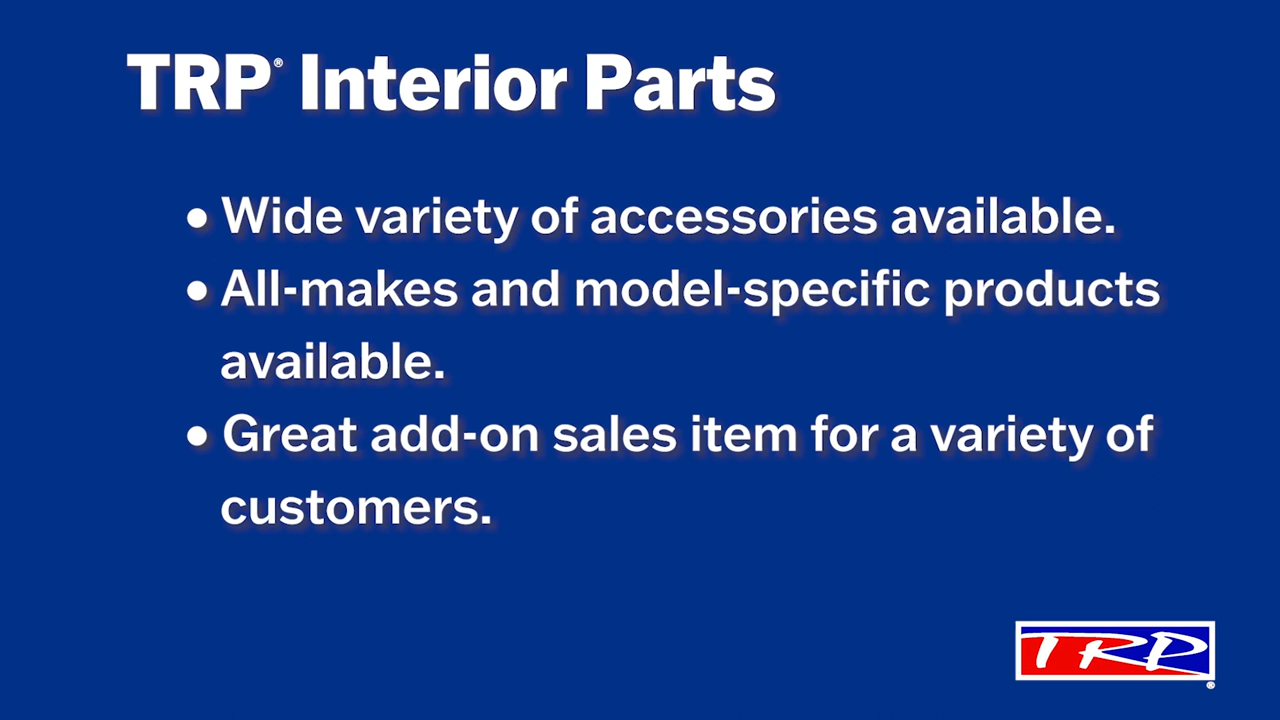 TRP® Interior Parts
● Wide variety of accessories available.
● All-makes and model-specific products
available.
● Great add-on sales item for a variety of
customers.
TRP®